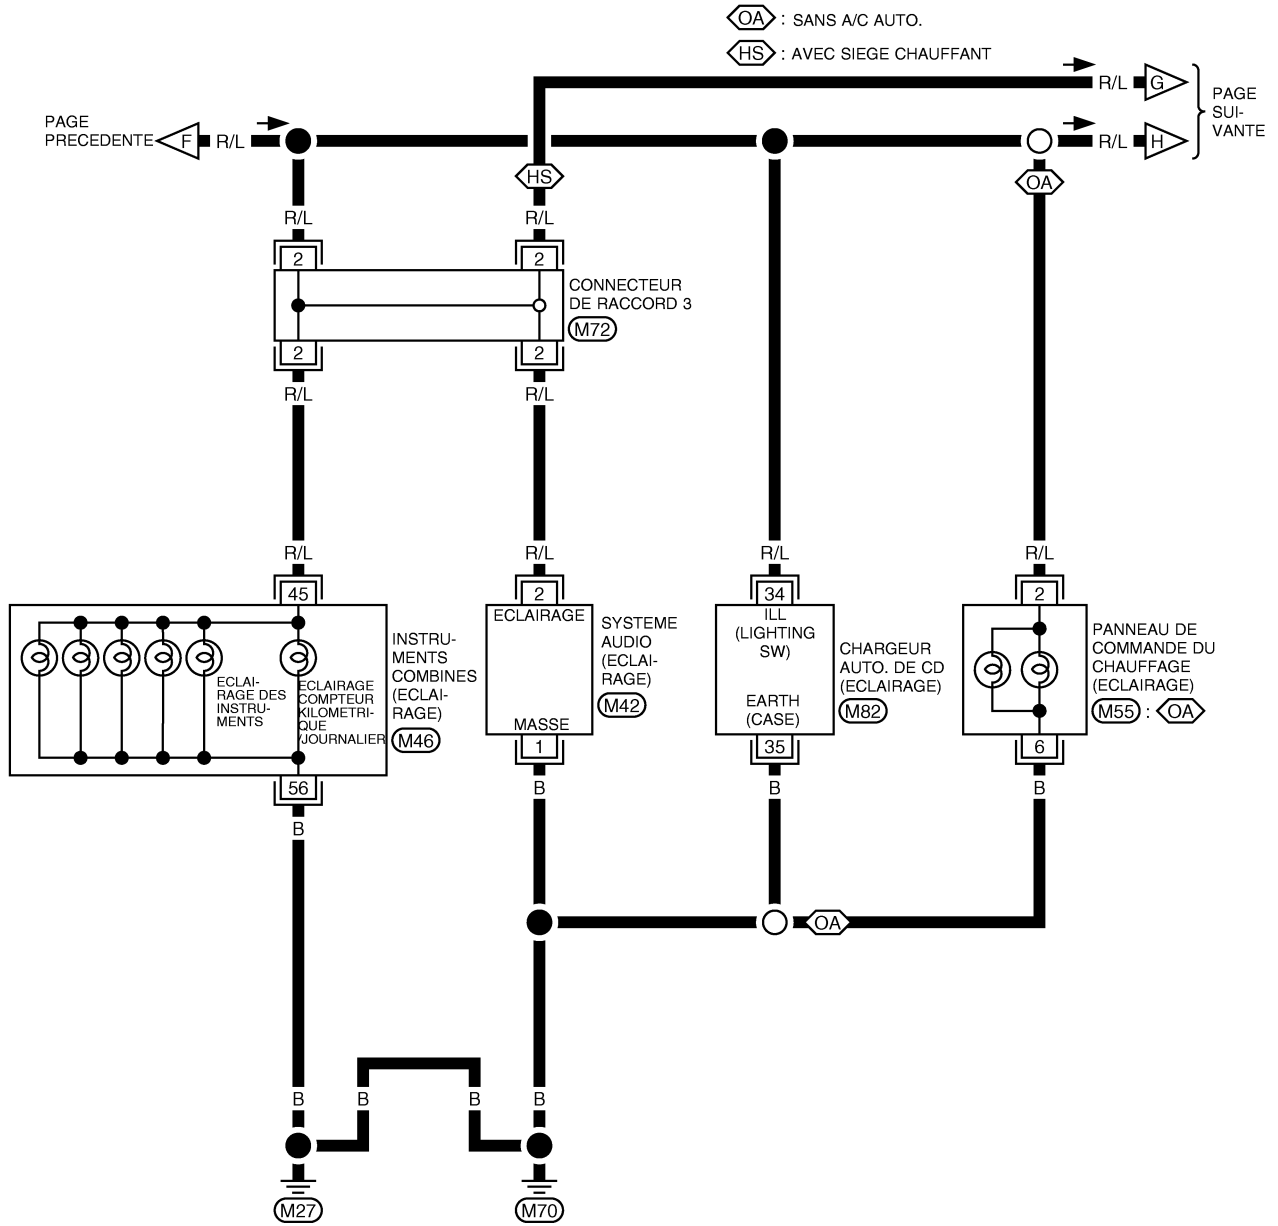 OA : SANS A/C AUTO.
HS : AVEC SIEGE CHAUFFANT
PAGE
PRECEDENTE
F
R/L
R/L
G
R/L
H
PAGE
SUI-
VANTE
HS
OA
R/L
R/L
2
2
CONNECTEUR
DE RACCORD 3
M72
2
2
R/L
R/L
R/L
R/L
R/L
R/L
45
2
34
2
ECLAI-
RAGE DES
INSTRU-
MENTS
ECLAIRAGE
COMPTEUR
KILOMETRI-
QUE
/JOURNALIER
INSTRU-
MENTS
COMBINES
(ECLAI-
RAGE)
M46
ECLAIRAGE
MASSE
SYSTEME
AUDIO
(ECLAI-
RAGE)
M42
ILL
(LIGHTING
SW)
EARTH
(CASE)
CHARGEUR
AUTO. DE CD
(ECLAIRAGE)
M82
PANNEAU DE
COMMANDE DU
CHAUFFAGE
(ECLAIRAGE)
M55 : OA
56
1
35
6
B
B
B
B
OA
B
B
B
B
M27
M70